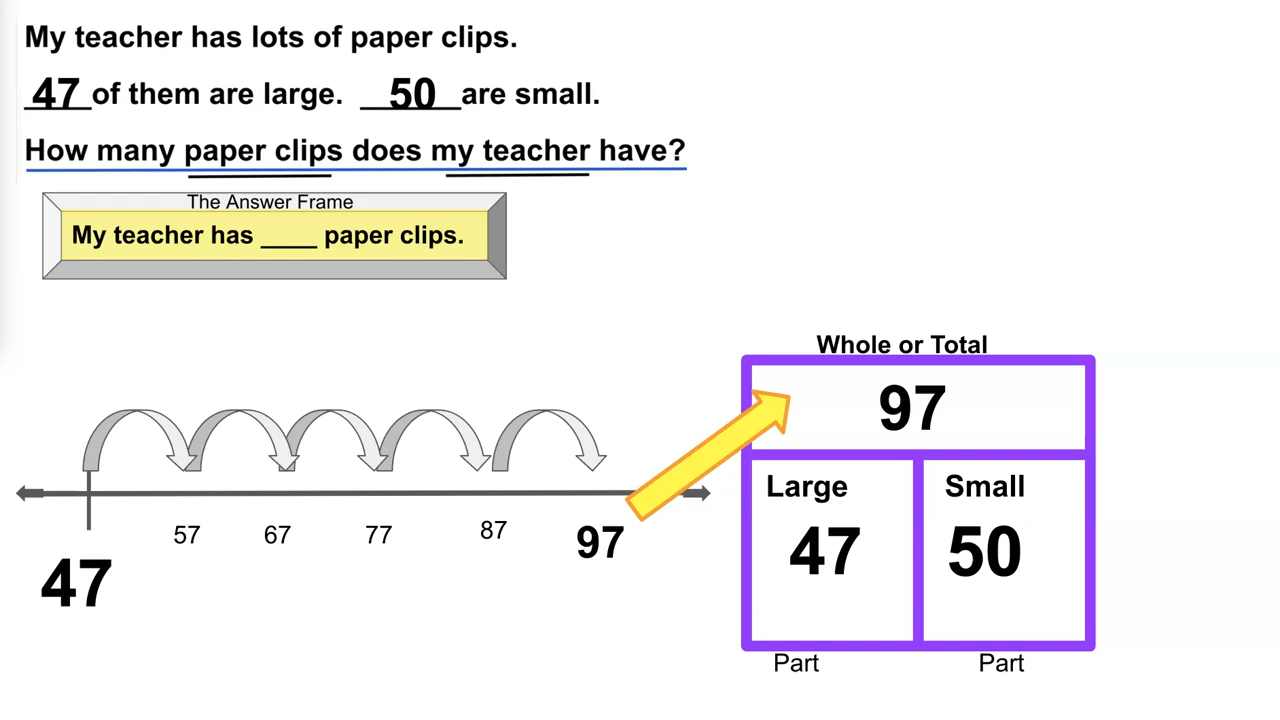 My teacher has lots of paper clips.
47 of them are large. 50 are small.
How many paper clips does my teacher have?
The Answer Frame
My teacher has ____ paper clips.
Whole or Total
97
Large Small
47 50
Part Part
57 67 77 87 97
47